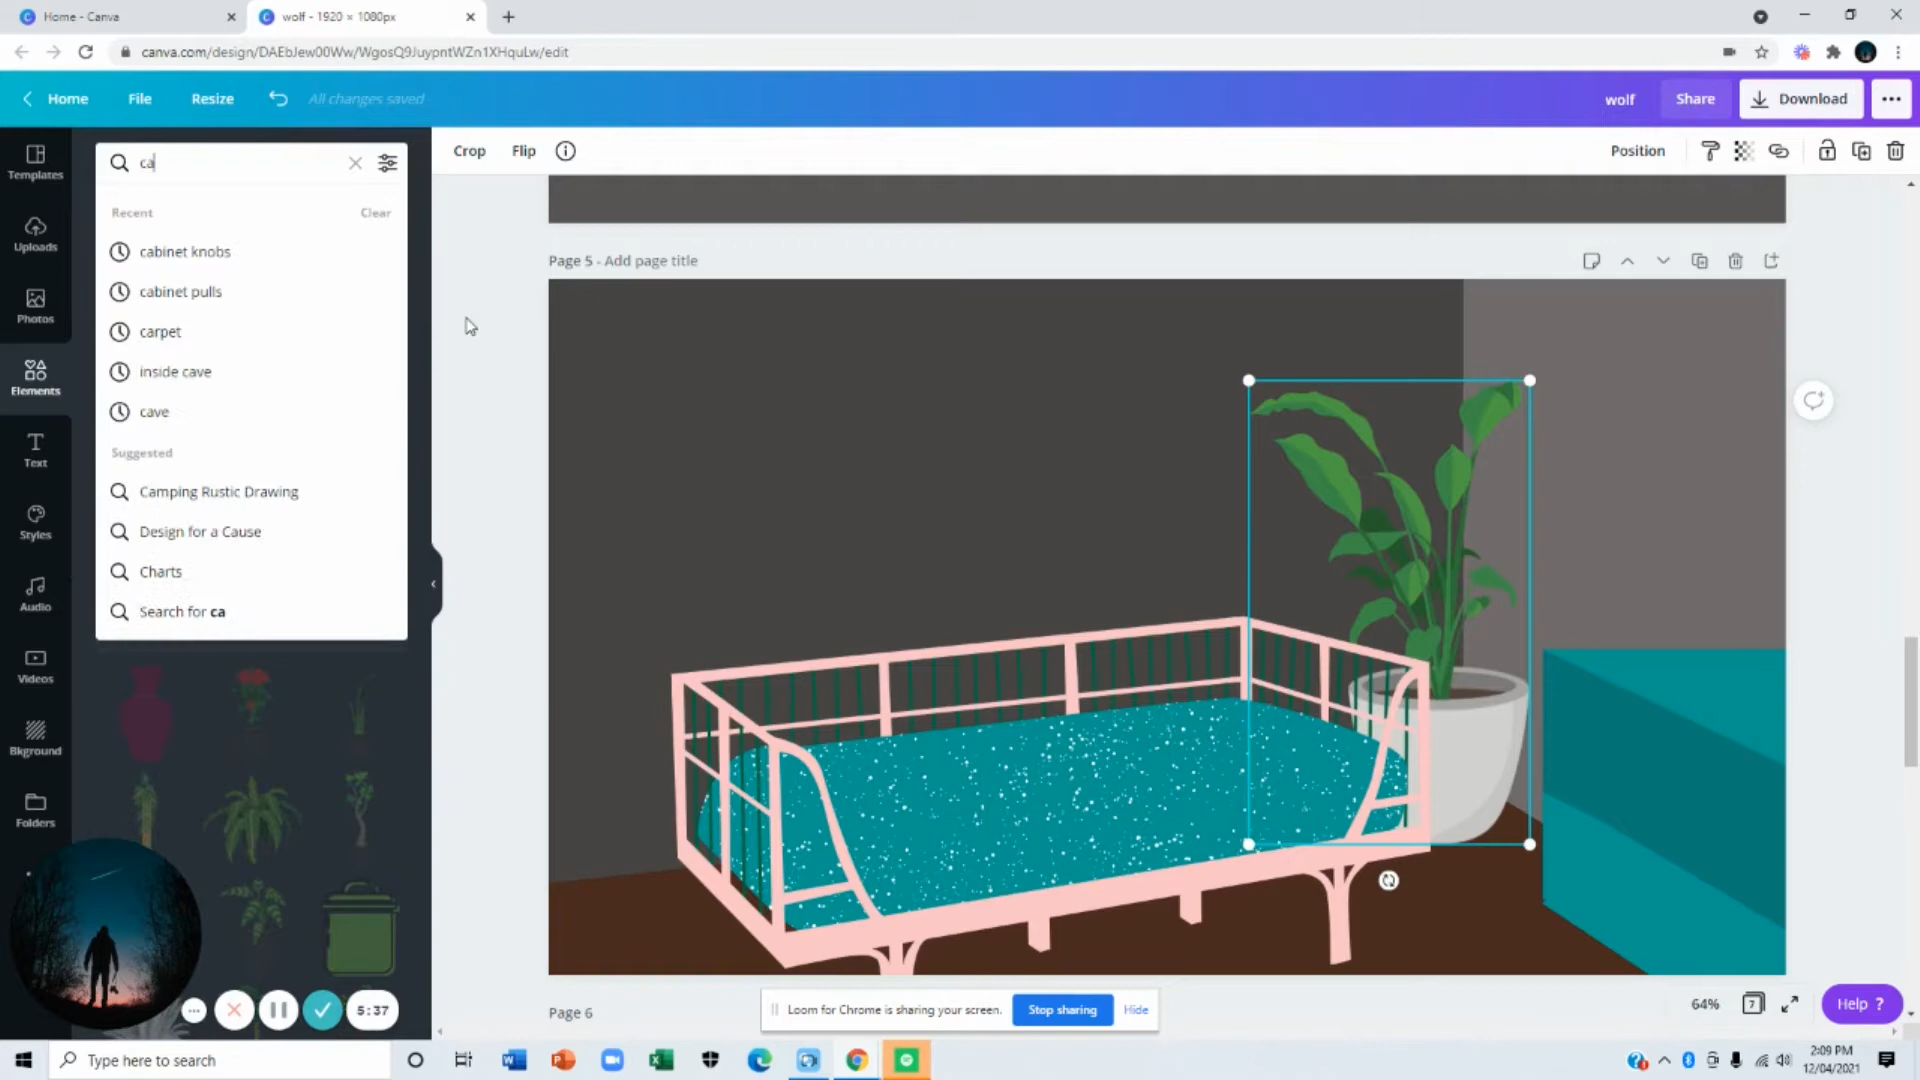 Home - Canva
wolf - 1920 × 1080px
canva.com/design/DAEbJew00Ww/WgosQ9JuypntWZn1XHquLw/edit
Home
File
Resize
All changes saved
wolf
Share
Download
Templates
Uploads
Photos
Elements
Text
Styles
Audio
Videos
Bkground
Folders
ca
Recent
Clear
cabinet knobs
cabinet pulls
carpet
inside cave
cave
Suggested
Camping Rustic Drawing
Design for a Cause
Charts
Search for ca
Crop
Flip
Position
Page 5 - Add page title
Page 6
5:37
Loom for Chrome is sharing your screen.
Stop sharing
Hide
64%
7
Help ?
Type here to search
2:09 PM
12/04/2021